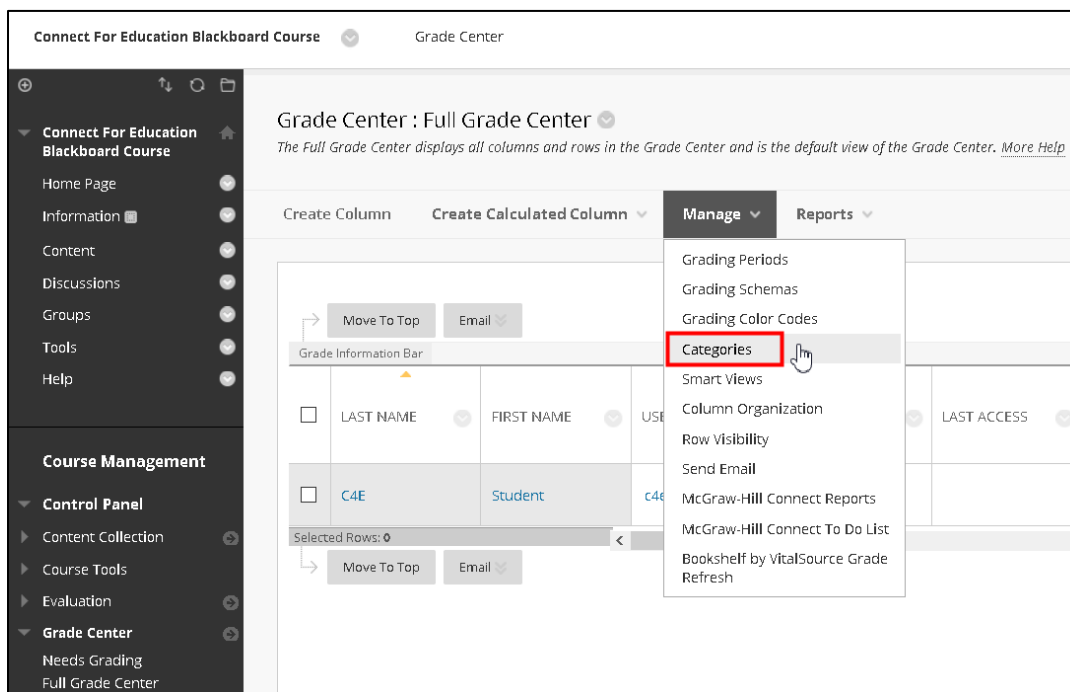 Connect For Education Blackboard Course
Grade Center
Connect For Education
Blackboard Course
Home Page
Information
Content
Discussions
Groups
Tools
Help
Course Management
Control Panel
Content Collection
Course Tools
Evaluation
Grade Center
Needs Grading
Full Grade Center
Grade Center : Full Grade Center
The Full Grade Center displays all columns and rows in the Grade Center and is the default view of the Grade Center. More Help
Create Column
Create Calculated Column
Manage
Reports
Grading Periods
Grading Schemas
Grading Color Codes
Categories
Smart Views
Column Organization
Row Visibility
Send Email
McGraw-Hill Connect Reports
McGraw-Hill Connect To Do List
Bookshelf by VitalSource Grade
Refresh
Move To Top
Email
Grade Information Bar
LAST NAME
FIRST NAME
USE
LAST ACCESS
C4E
Student
c4e
Selected Rows: 0
Move To Top
Email